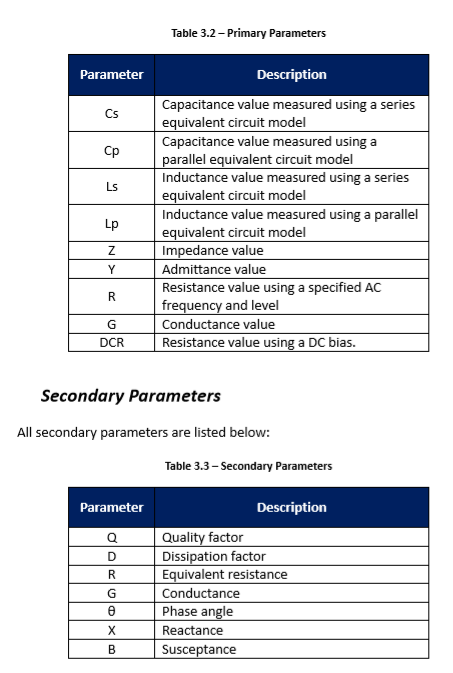 Table 3.2 – Primary Parameters
Parameter Description
Cs Capacitance value measured using a series
equivalent circuit model
Cp Capacitance value measured using a
parallel equivalent circuit model
Ls Inductance value measured using a series
equivalent circuit model
Lp Inductance value measured using a parallel
equivalent circuit model
Z Impedance value
Y Admittance value
R Resistance value using a specified AC
frequency and level
G Conductance value
DCR Resistance value using a DC bias.
Secondary Parameters
All secondary parameters are listed below:
Table 3.3 – Secondary Parameters
Parameter Description
Q Quality factor
D Dissipation factor
R Equivalent resistance
G Conductance
θ Phase angle
X Reactance
B Susceptance